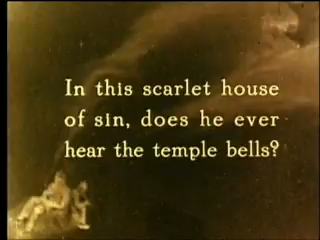 In this scarlet house
of sin, does he ever
hear the temple bells?